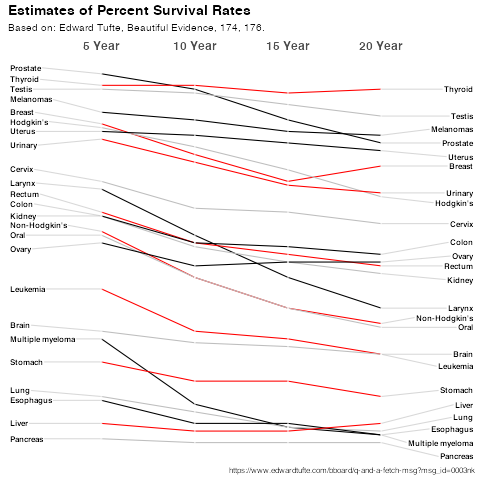 Estimates of Percent Survival Rates
Based on: Edward Tufte, Beautiful Evidence, 174, 176.
5 Year 10 Year 15 Year 20 Year
Prostate
Thyroid
Testis
Melanomas
Breast
Hodgkin's
Uterus
Urinary
Cervix
Larynx
Rectum
Colon
Kidney
Non-Hodgkin's
Oral
Ovary
Leukemia
Brain
Multiple myeloma
Stomach
Lung
Esophagus
Liver
Pancreas
Thyroid
Testis
Melanomas
Prostate
Uterus
Breast
Urinary
Hodgkin's
Cervix
Colon
Ovary
Rectum
Kidney
Larynx
Non-Hodgkin's
Oral
Brain
Leukemia
Stomach
Liver
Lung
Esophagus
Multiple myeloma
Pancreas
https://www.edwardtufte.com/bboard/q-and-a-fetch-msg?msg_id=0003nk